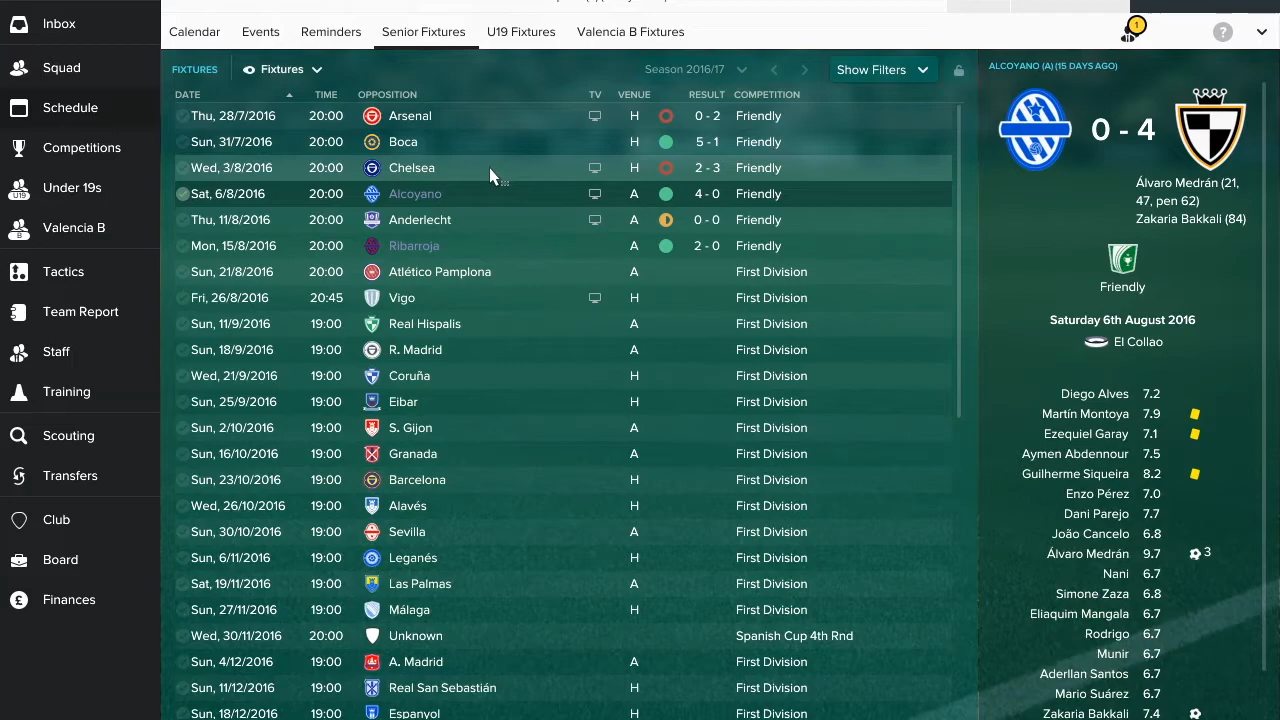 Inbox
Squad
Schedule
Competitions
U19 Under 19s
B Valencia B
Tactics
Team Report
Staff
Training
Scouting
Transfers
Club
Board
£ Finances
Calendar Events Reminders Senior Fixtures U19 Fixtures Valencia B Fixtures 1 ?
FIXTURES Fixtures Season 2016/17 Show Filters
DATE TIME OPPOSITION TV VENUE RESULT COMPETITION
Thu, 28/7/2016 20:00 Arsenal H 0 - 2 Friendly
Sun, 31/7/2016 20:00 Boca H 5 - 1 Friendly
Wed, 3/8/2016 20:00 Chelsea H 2 - 3 Friendly
Sat, 6/8/2016 20:00 Alcoyano A 4 - 0 Friendly
Thu, 11/8/2016 20:00 Anderlecht A 0 - 0 Friendly
Mon, 15/8/2016 20:00 Ribarroja A 2 - 0 Friendly
Sun, 21/8/2016 20:00 Atlético Pamplona A First Division
Fri, 26/8/2016 20:45 Vigo H First Division
Sun, 11/9/2016 19:00 Real Hispalis A First Division
Sun, 18/9/2016 19:00 R. Madrid A First Division
Wed, 21/9/2016 19:00 Coruña H First Division
Sun, 25/9/2016 19:00 Eibar H First Division
Sun, 2/10/2016 19:00 S. Gijon A First Division
Sun, 16/10/2016 19:00 Granada A First Division
Sun, 23/10/2016 19:00 Barcelona H First Division
Wed, 26/10/2016 19:00 Alavés H First Division
Sun, 30/10/2016 19:00 Sevilla A First Division
Sun, 6/11/2016 19:00 Leganés H First Division
Sat, 19/11/2016 19:00 Las Palmas A First Division
Sun, 27/11/2016 19:00 Málaga H First Division
Wed, 30/11/2016 20:00 Unknown Spanish Cup 4th Rnd
Sun, 4/12/2016 19:00 A. Madrid A First Division
Sun, 11/12/2016 19:00 Real San Sebastián H First Division
Sun, 18/12/2016 19:00 Espanyol H First Division
ALCOYANO (A) (15 DAYS AGO)
0 - 4
Álvaro Medrán (21,
47, pen 62)
Zakaria Bakkali (84)
Friendly
Saturday 6th August 2016
El Collao
Diego Alves 7.2
Martín Montoya 7.9
Ezequiel Garay 7.1
Aymen Abdennour 7.5
Guilherme Siqueira 8.2
Enzo Pérez 7.0
Dani Parejo 7.7
João Cancelo 6.8
Álvaro Medrán 9.7 3
Nani 6.7
Simone Zaza 6.8
Eliaquim Mangala 6.7
Rodrigo 6.7
Munir 6.7
Aderllan Santos 6.7
Mario Suárez 6.7
Zakaria Bakkali 7.4